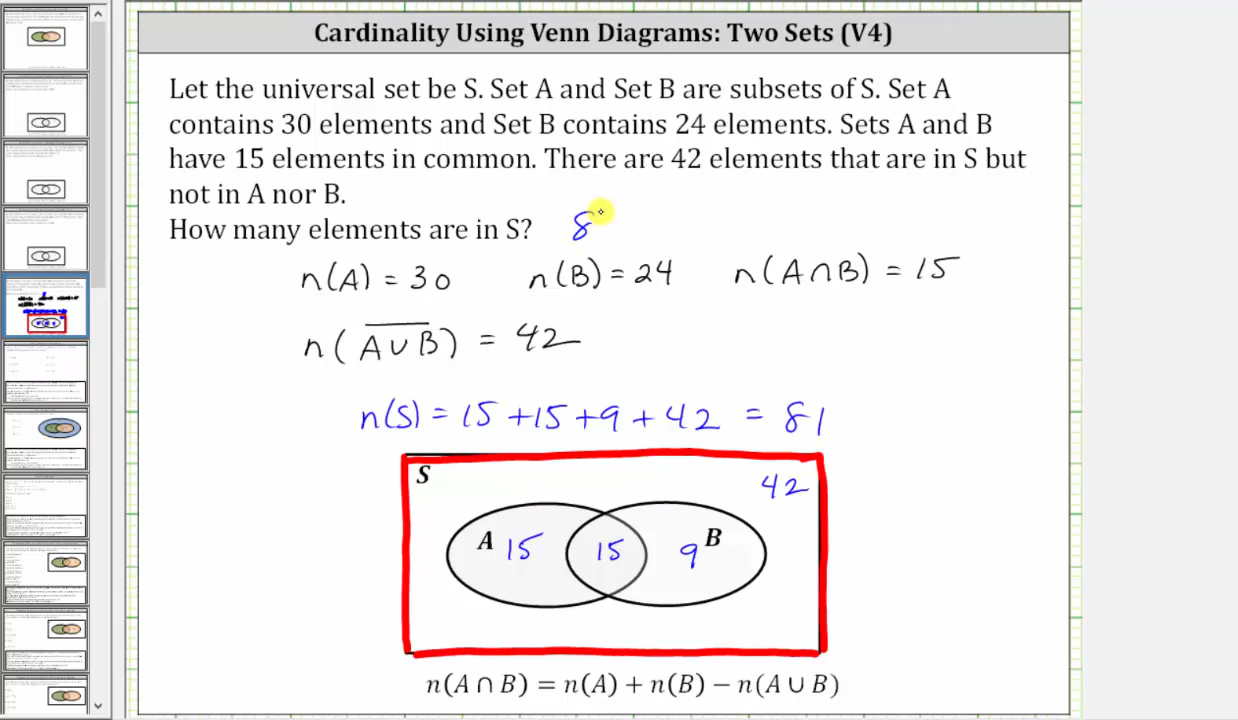 Cardinality Using Venn Diagrams: Two Sets (V4)
Let the universal set be S. Set A and Set B are subsets of S. Set A
contains 30 elements and Set B contains 24 elements. Sets A and B
have 15 elements in common. There are 42 elements that are in S but
not in A nor B.
How many elements are in S? 8
n(A) = 30 n(B) = 24 n(A∩B) = 15
n(\overline{A∪B}) = 42
n(S) = 15 + 15 + 9 + 42 = 81
S 42
A 15 15 9 B
n(A ∩ B) = n(A) + n(B) − n(A ∪ B)